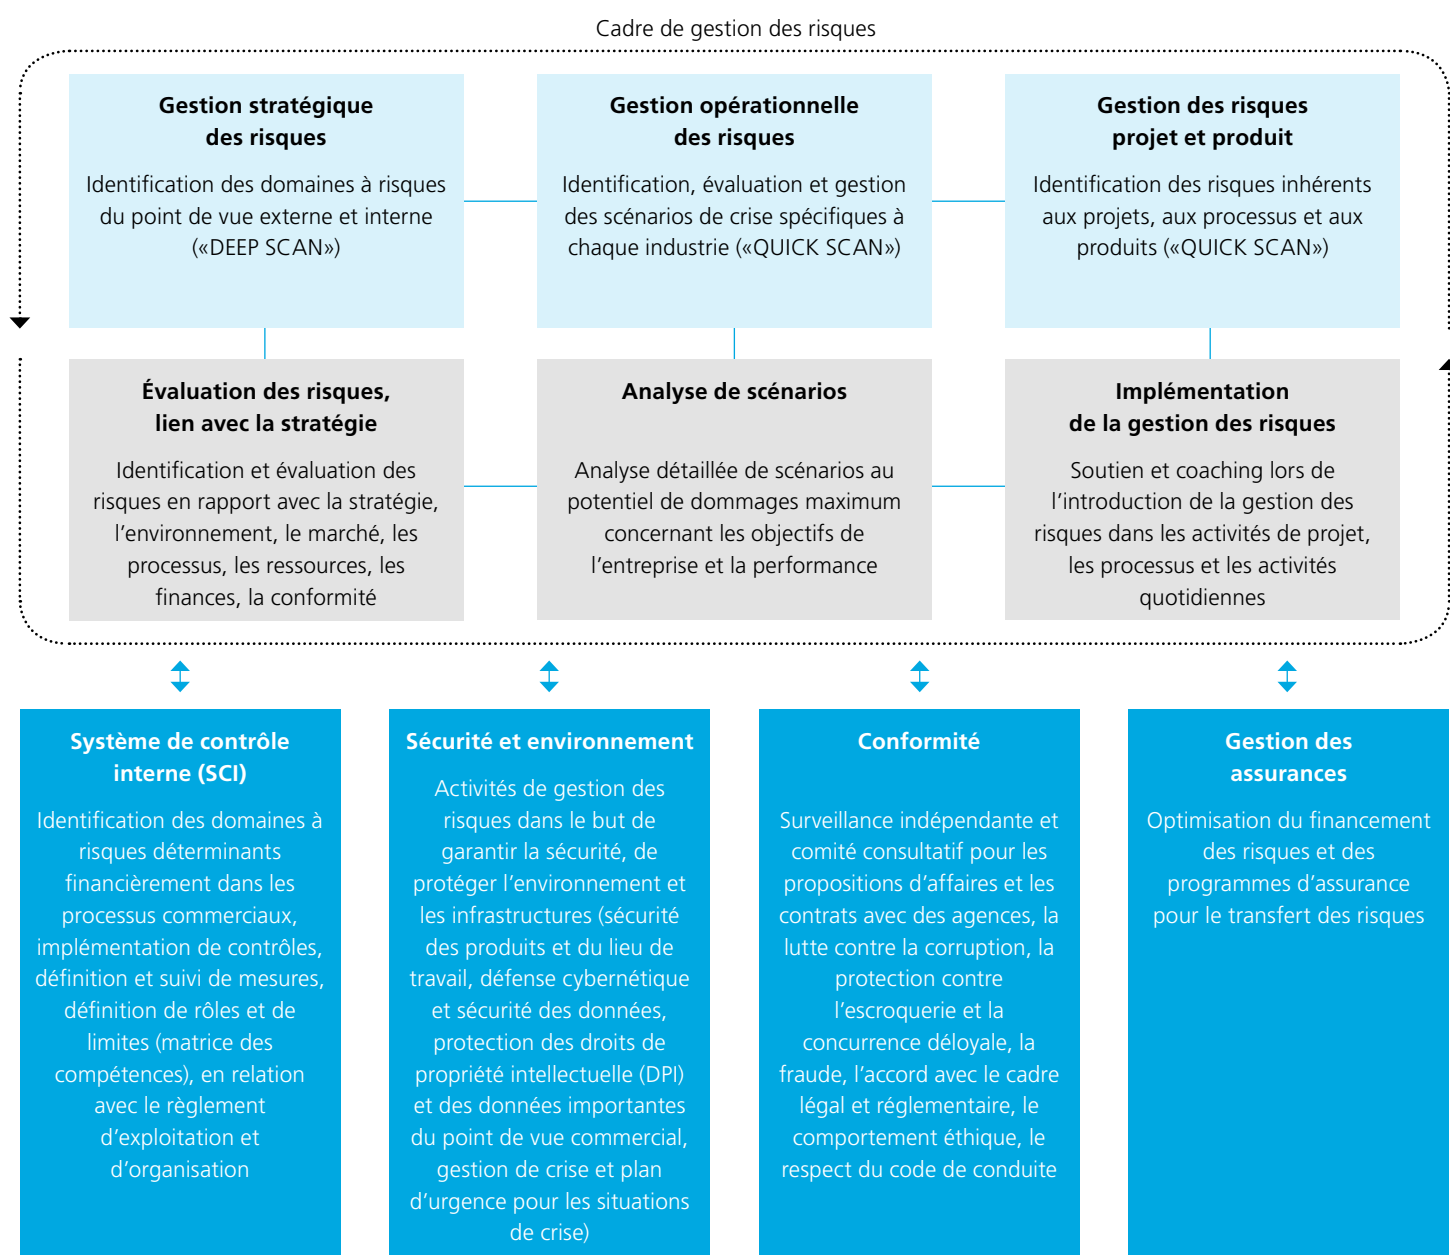 Cadre de gestion des risques
Gestion stratégique
des risques
Identification des domaines à risques
du point de vue externe et interne
(«DEEP SCAN»)
Gestion opérationnelle
des risques
Identification, évaluation et gestion
des scénarios de crise spécifiques à
chaque industrie («QUICK SCAN»)
Gestion des risques
projet et produit
Identification des risques inhérents
aux projets, aux processus et aux
produits («QUICK SCAN»)
Évaluation des risques,
lien avec la stratégie
Identification et évaluation des
risques en rapport avec la stratégie,
l’environnement, le marché, les
processus, les ressources, les
finances, la conformité
Analyse de scénarios
Analyse détaillée de scénarios au
potentiel de dommages maximum
concernant les objectifs de
l’entreprise et la performance
Implémentation
de la gestion des risques
Soutien et coaching lors de
l’introduction de la gestion des
risques dans les activités de projet,
les processus et les activités
quotidiennes
Système de contrôle
interne (SCI)
Identification des domaines à
risques déterminants
financièrement dans les
processus commerciaux,
implémentation de contrôles,
définition et suivi de mesures,
définition de rôles et de
limites (matrice des
compétences), en relation
avec le règlement
d’exploitation et
d’organisation
Sécurité et environnement
Activités de gestion des
risques dans le but de
garantir la sécurité, de
protéger l’environnement et
les infrastructures (sécurité
des produits et du lieu de
travail, défense cybernétique
et sécurité des données,
protection des droits de
propriété intellectuelle (DPI)
et des données importantes
du point de vue commercial,
gestion de crise et plan
d’urgence pour les situations
de crise)
Conformité
Surveillance indépendante et
comité consultatif pour les
propositions d’affaires et les
contrats avec des agences, la
lutte contre la corruption, la
protection contre
l’escroquerie et la
concurrence déloyale, la
fraude, l’accord avec le cadre
légal et réglementaire, le
comportement éthique, le
respect du code de conduite
Gestion des
assurances
Optimisation du financement
des risques et des
programmes d’assurance
pour le transfert des risques